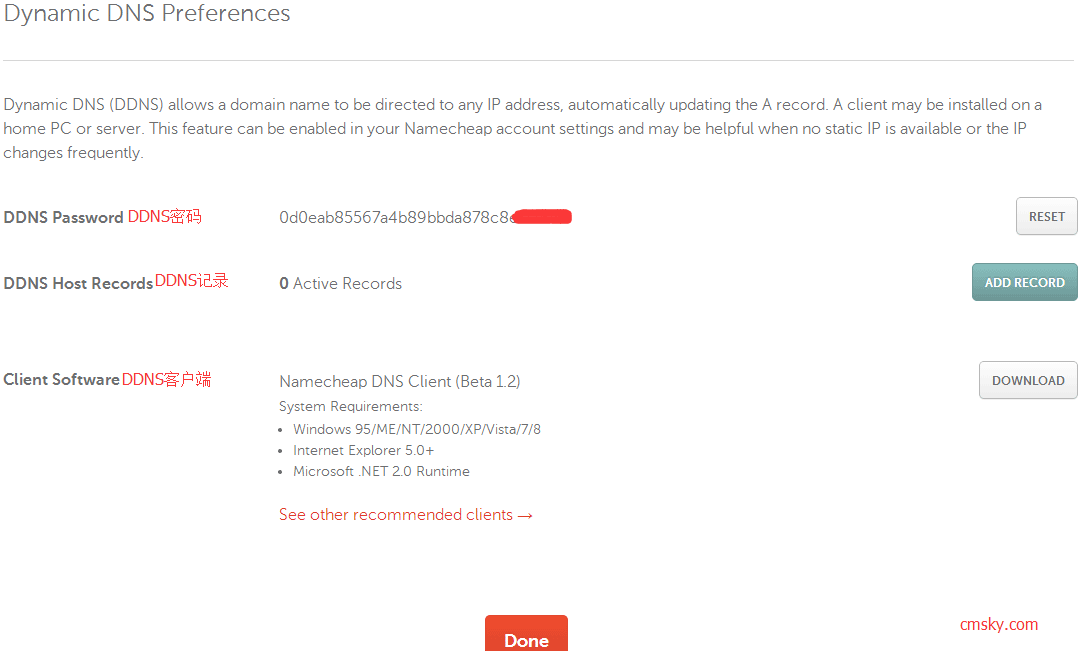 Dynamic DNS Preferences
Dynamic DNS (DDNS) allows a domain name to be directed to any IP address, automatically updating the A record. A client may be installed on a
home PC or server. This feature can be enabled in your Namecheap account settings and may be helpful when no static IP is available or the IP
changes frequently.
DDNS Password DDNS密码 0d0eab85567a4b89bbda878c8 RESET
DDNS Host Records DDNS记录 0 Active Records ADD RECORD
Client Software DDNS客户端 Namecheap DNS Client (Beta 1.2) DOWNLOAD
System Requirements:
• Windows 95/ME/NT/2000/XP/Vista/7/8
• Internet Explorer 5.0+
• Microsoft .NET 2.0 Runtime
See other recommended clients →
cmsky.com
Done